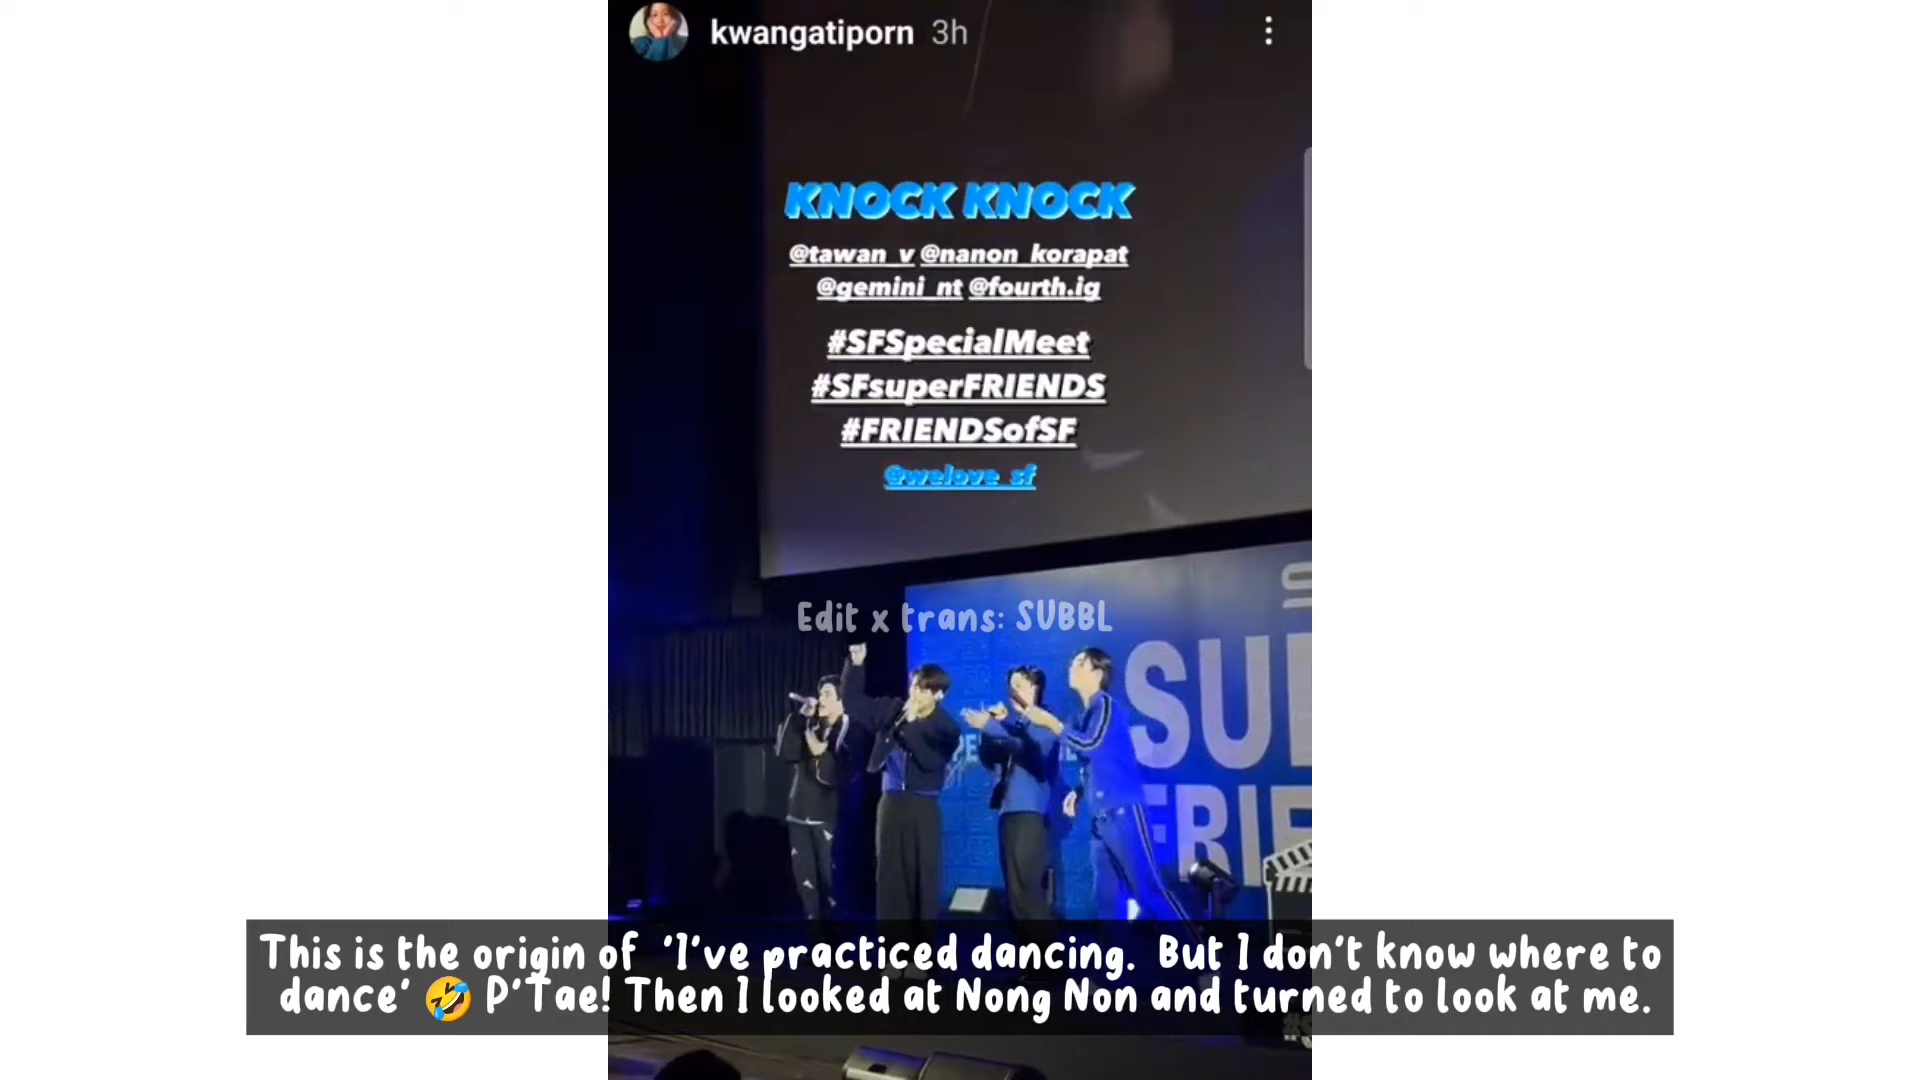 kwangatiporn 3h
KNOCK KNOCK
@tawan_v @nanon_korapat
@gemini_nt @fourth.ig
#SFSpecialMeet
#SFsuperFRIENDS
#FRIENDSofSF
@welove_sf
Edit x trans: SUBBL
This is the origin of 'I've practiced dancing. But I don't know where to
dance' 🤣 P'Tae! Then I looked at Nong Non and turned to look at me.